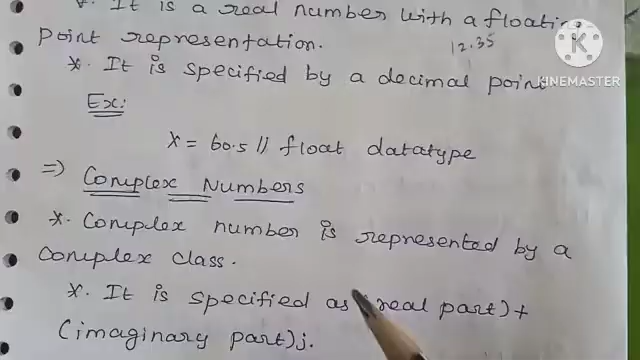 *. It is a real number with a floating
point representation.
12.35
*. It is specified by a decimal point
KINEMASTER
Ex:
X = 60.5 // float datatype
=> Complex Numbers
*. Complex number is represented by a
complex class.
*. It is specified as (real part) +
(imaginary part)j.